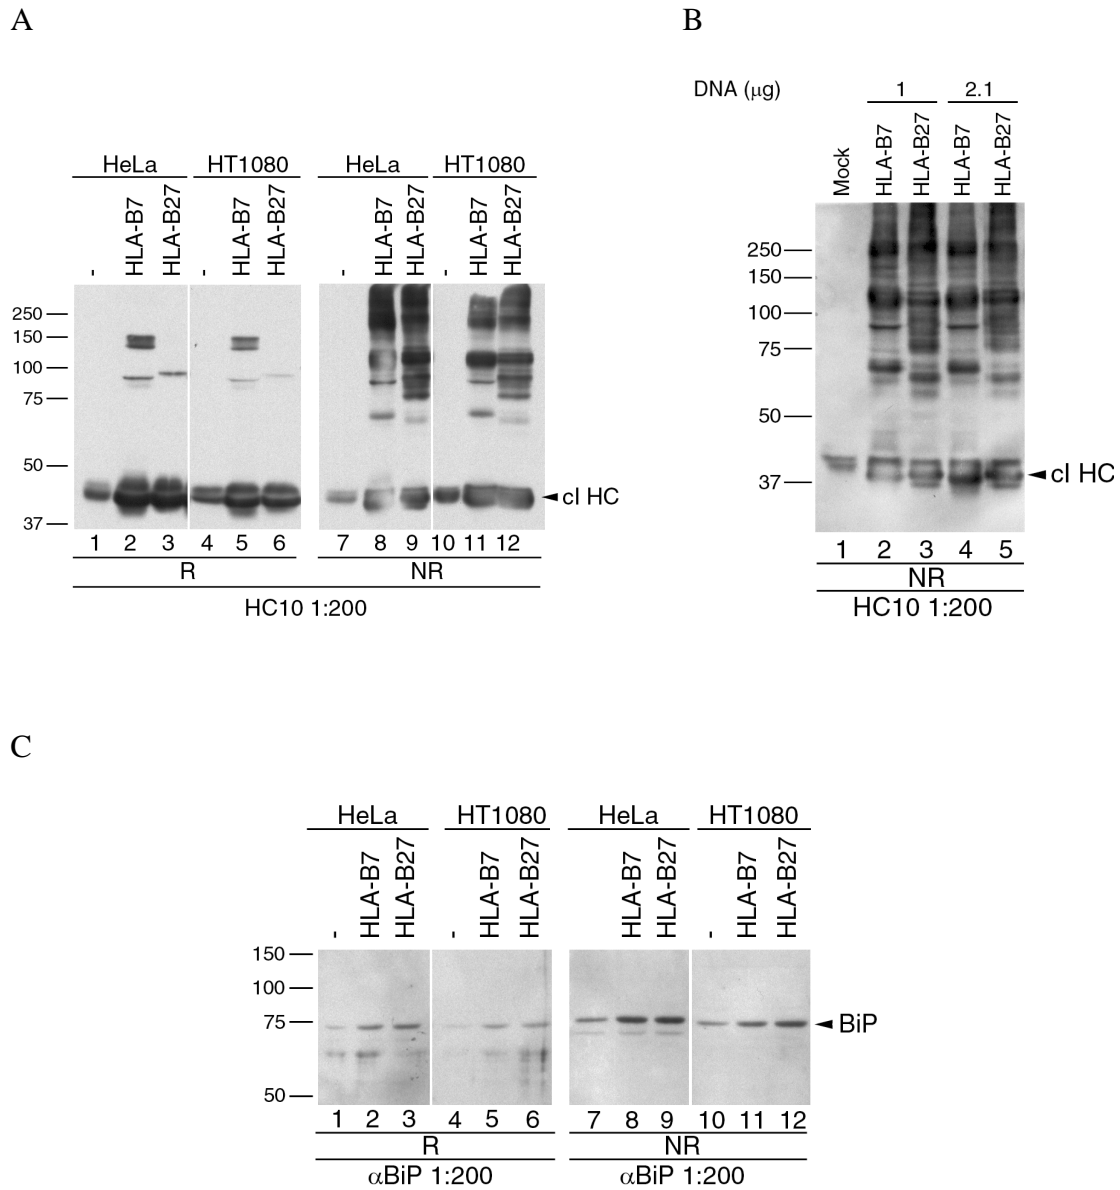 A
HeLa HT1080 HeLa HT1080
- HLA-B7 HLA-B27 - HLA-B7 HLA-B27 - HLA-B7 HLA-B27 - HLA-B7 HLA-B27
250
150
100
75
50
37
cl HC
1 2 3 4 5 6 7 8 9 10 11 12
R NR
HC10 1:200
B
DNA (μg) 1 2.1
Mock HLA-B7 HLA-B27 HLA-B7 HLA-B27
250
150
100
75
50
37
cl HC
1 2 3 4 5
NR
HC10 1:200
C
HeLa HT1080 HeLa HT1080
- HLA-B7 HLA-B27 - HLA-B7 HLA-B27 HLA-B7 HLA-B27 - HLA-B7 HLA-B27
150
100
75
50
BiP
1 2 3 4 5 6 7 8 9 10 11 12
R NR
αBiP 1:200 αBiP 1:200